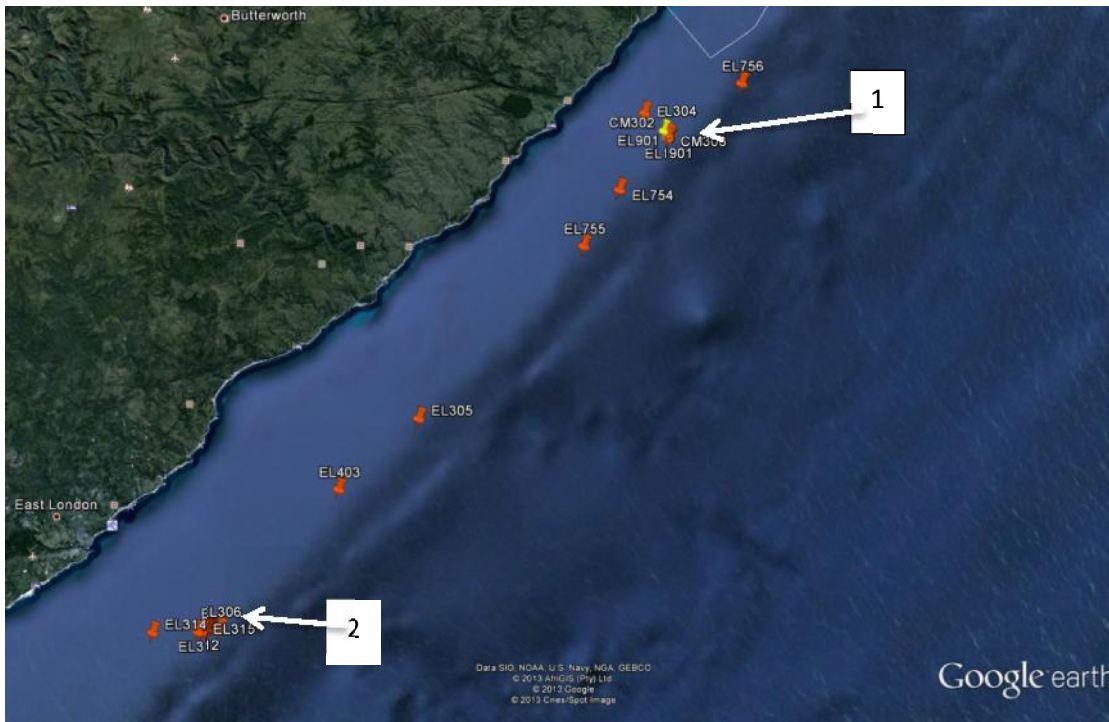 Butterworth
EL756
1
EL304
CM302
EL901
EL1901
EL754
EL755
EL305
EL403
East London
EL306
EL314
EL315
EL312
2
Data SIO, NOAA, U.S. Navy, NGA, GEBCO
© 2013 AfriGIS (Pty) Ltd
© 2013 Google
© 2013 Cnes/Spot Image
Google earth